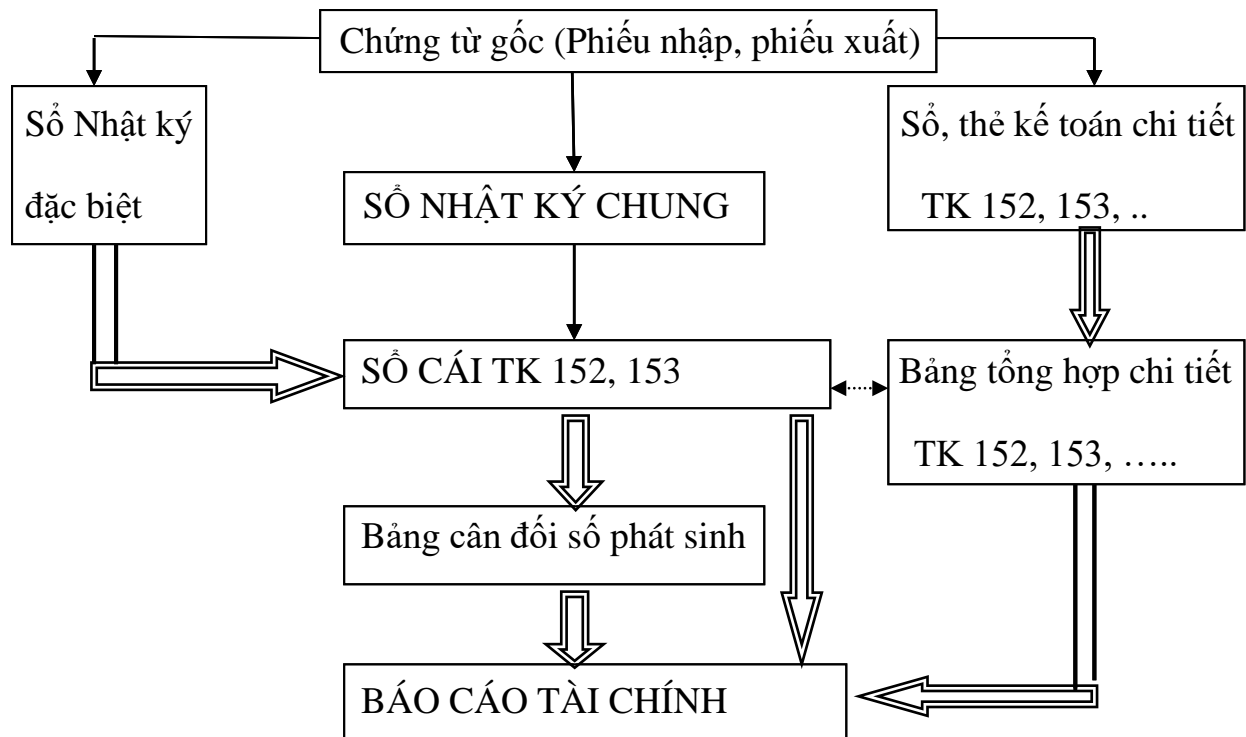 Chứng từ gốc (Phiếu nhập, phiếu xuất)
Sổ Nhật ký
đặc biệt
SỔ NHẬT KÝ CHUNG
Sổ, thẻ kế toán chi tiết
TK 152, 153, ..
SỔ CÁI TK 152, 153
Bảng tổng hợp chi tiết
TK 152, 153, …..
Bảng cân đối số phát sinh
BÁO CÁO TÀI CHÍNH